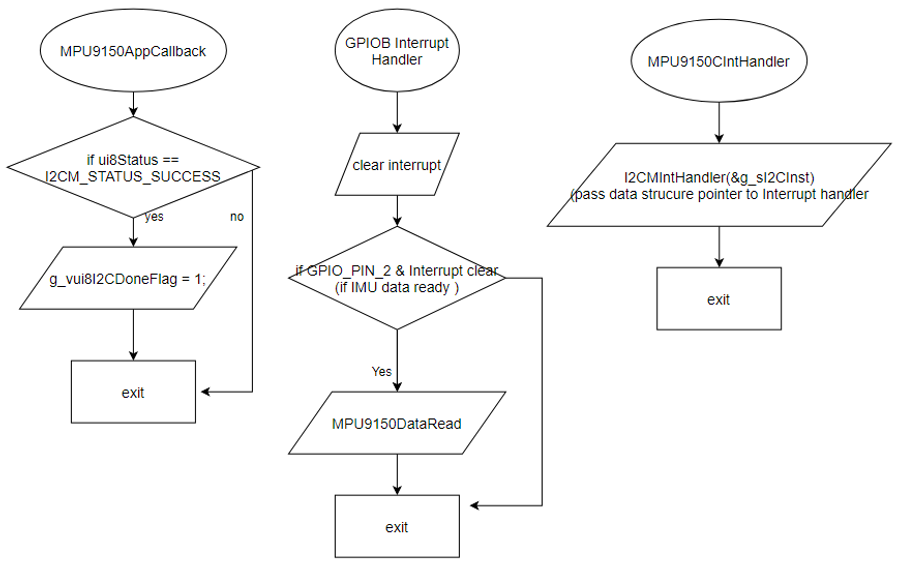 MPU9150AppCallback
if ui8Status ==
I2CM_STATUS_SUCCESS
yes
no
g_vui8I2CDoneFlag = 1;
exit
GPIOB Interrupt
Handler
clear interrupt
if GPIO_PIN_2 & Interrupt clear
(if IMU data ready )
Yes
MPU9150DataRead
exit
MPU9150CIntHandler
I2CMIntHandler(&g_sI2CInst)
(pass data strucure pointer to Interrupt handler
exit